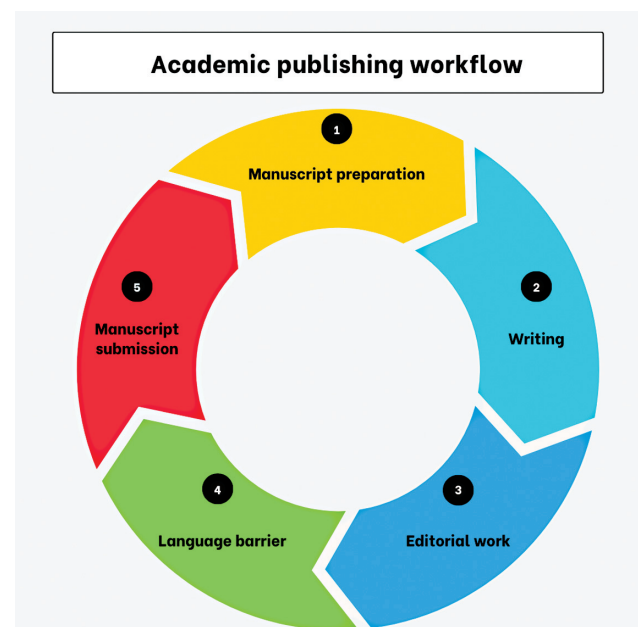 Academic publishing workflow
1
Manuscript preparation
2
Writing
3
Editorial work
4
Language barrier
5
Manuscript
submission